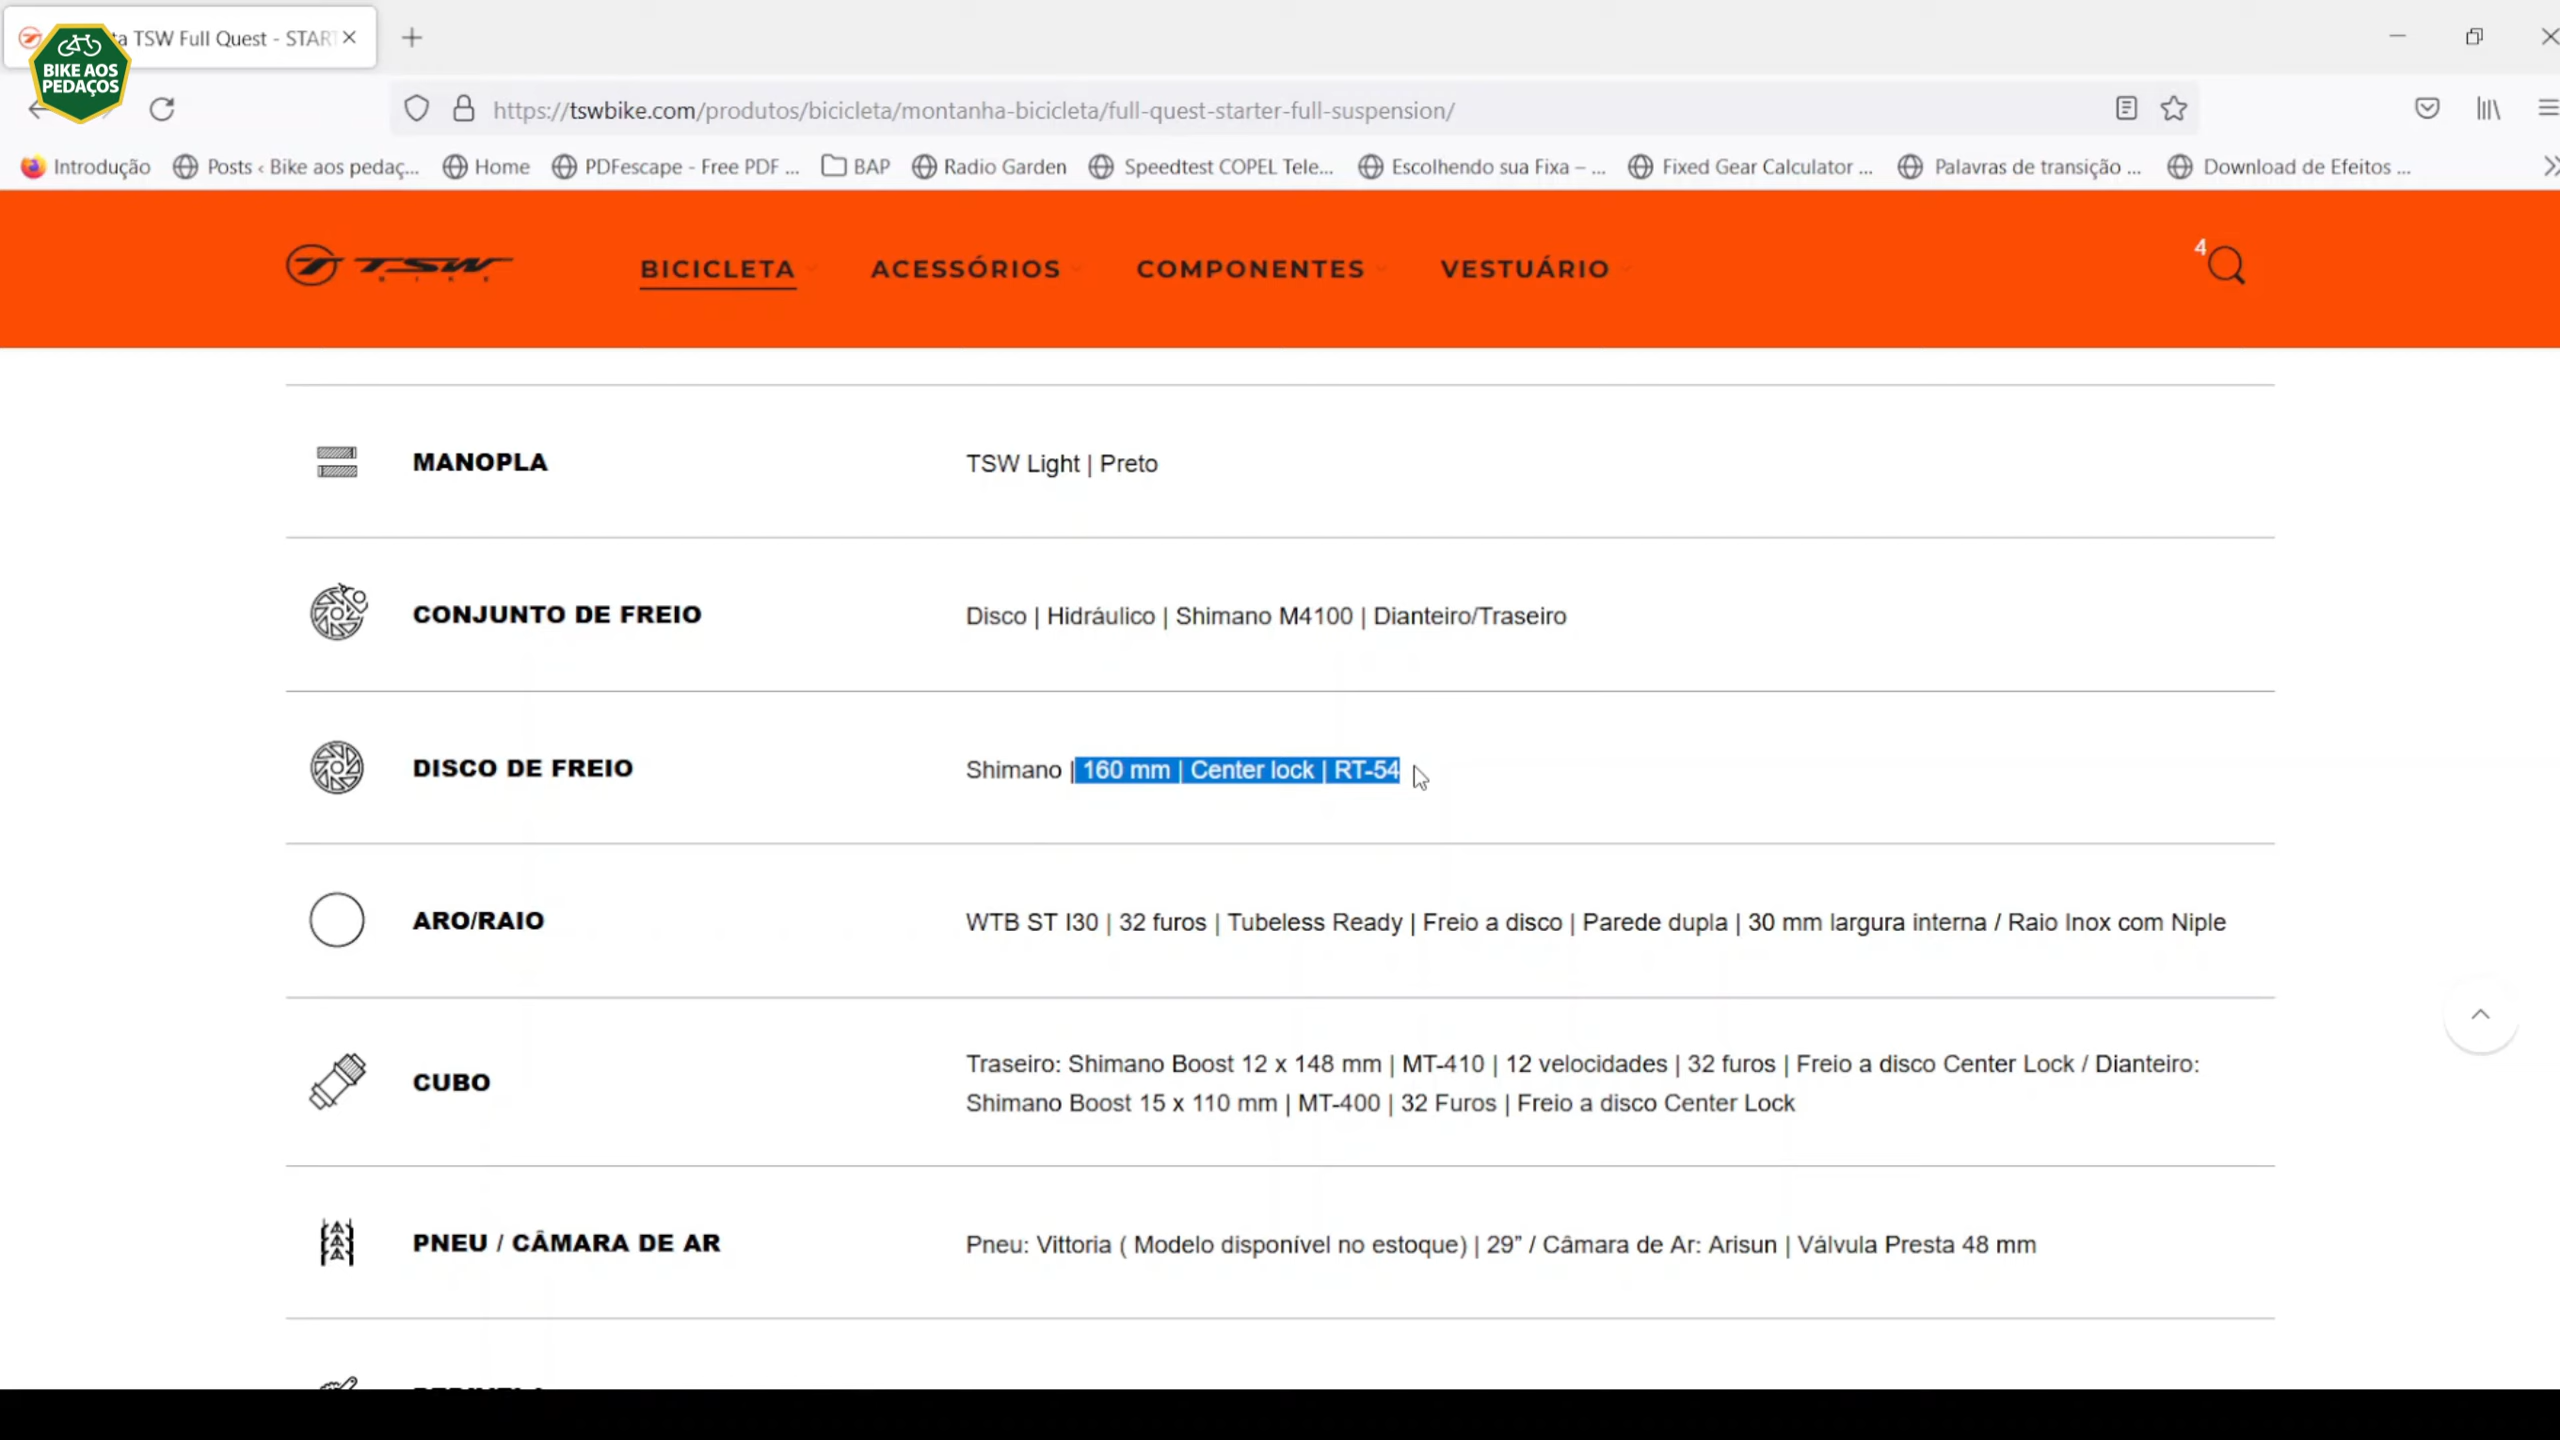 TSW Full Quest - STAR
BIKE AOS
PEDAÇOS
https://tswbike.com/produtos/bicicleta/montanha-bicicleta/full-quest-starter-full-suspension/
Introdução Posts ‹ Bike aos pedaç... Home PDFescape - Free PDF ... BAP Radio Garden Speedtest COPEL Tele... Escolhendo sua Fixa – ... Fixed Gear Calculator ... Palavras de transição ... Download de Efeitos ...
TSW BICICLETA ACESSÓRIOS COMPONENTES VESTUÁRIO 4
BIKE
MANOPLA TSW Light | Preto
CONJUNTO DE FREIO Disco | Hidráulico | Shimano M4100 | Dianteiro/Traseiro
DISCO DE FREIO Shimano | 160 mm | Center lock | RT-54
ARO/RAIO WTB ST I30 | 32 furos | Tubeless Ready | Freio a disco | Parede dupla | 30 mm largura interna / Raio Inox com Niple
CUBO Traseiro: Shimano Boost 12 x 148 mm | MT-410 | 12 velocidades | 32 furos | Freio a disco Center Lock / Dianteiro:
Shimano Boost 15 x 110 mm | MT-400 | 32 Furos | Freio a disco Center Lock
PNEU / CÂMARA DE AR Pneu: Vittoria ( Modelo disponível no estoque) | 29” / Câmara de Ar: Arisun | Válvula Presta 48 mm